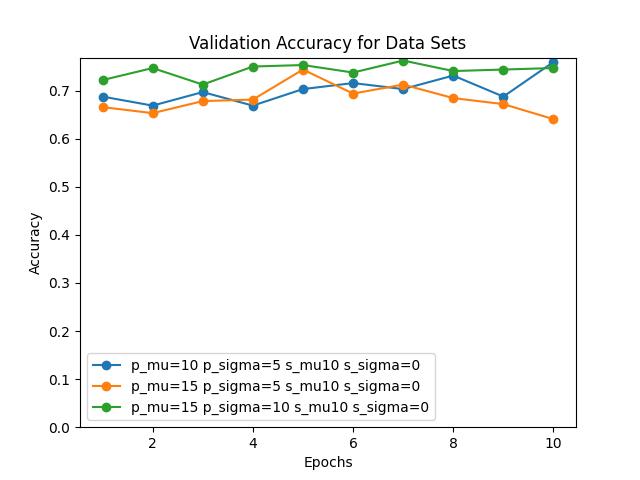 Validation Accuracy for Data Sets
Accuracy
0.7
0.6
0.5
0.4
0.3
0.2
0.1
0.0
p_mu=10 p_sigma=5 s_mu10 s_sigma=0
p_mu=15 p_sigma=5 s_mu10 s_sigma=0
p_mu=15 p_sigma=10 s_mu10 s_sigma=0
2 4 6 8 10
Epochs